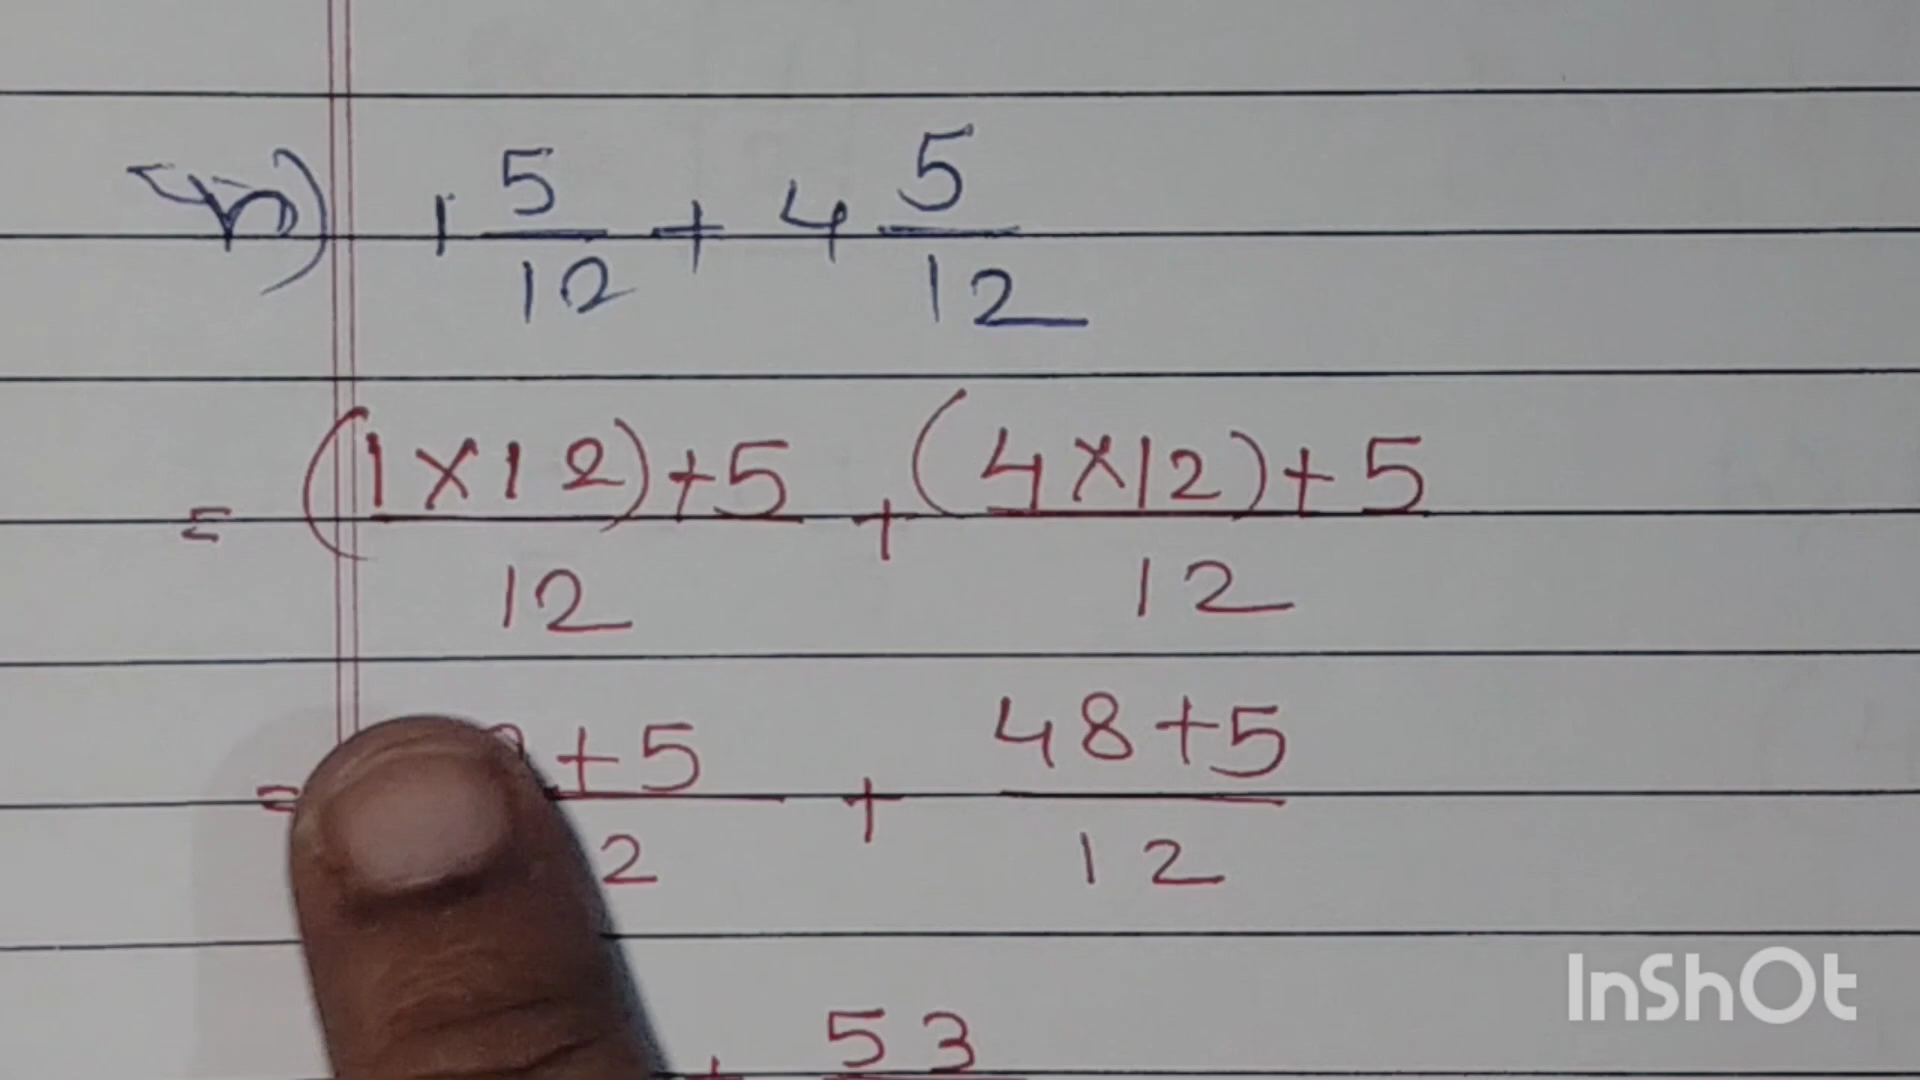 म) 1 5/12 + 4 5/12
= (1×12)+5/12 + (4×12)+5/12
= 2+5/2 + 48+5/12
+ 53
InShOt